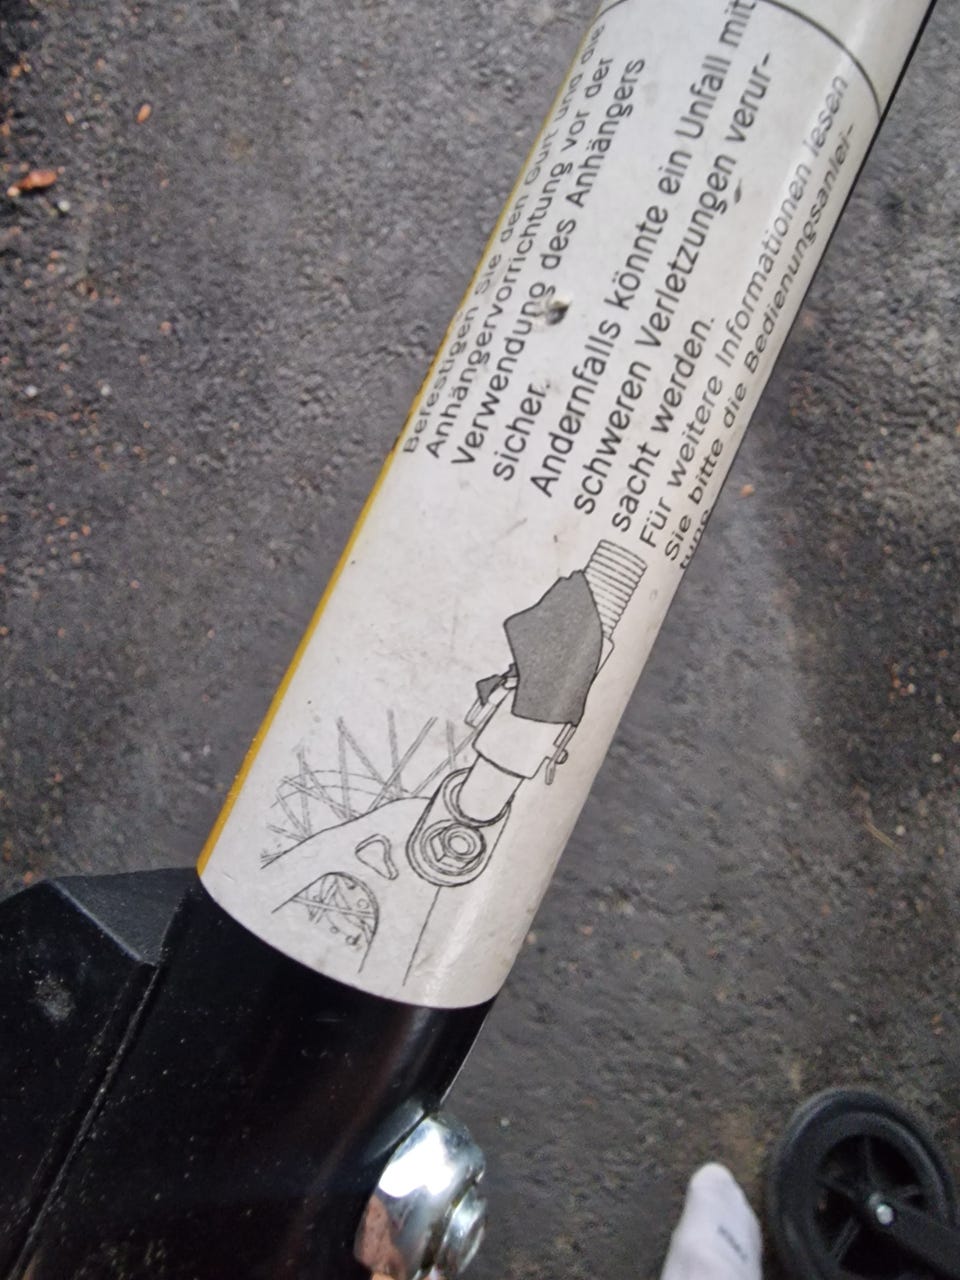 Befestigen Sie den Gurt und die
Anhängervorrichtung vor der
Verwendung des Anhängers
sicher.
Andernfalls könnte ein Unfall mit
schweren Verletzungen verur-
sacht werden.
Für weitere Informationen lesen
Sie bitte die Bedienungsanlei-
tung.